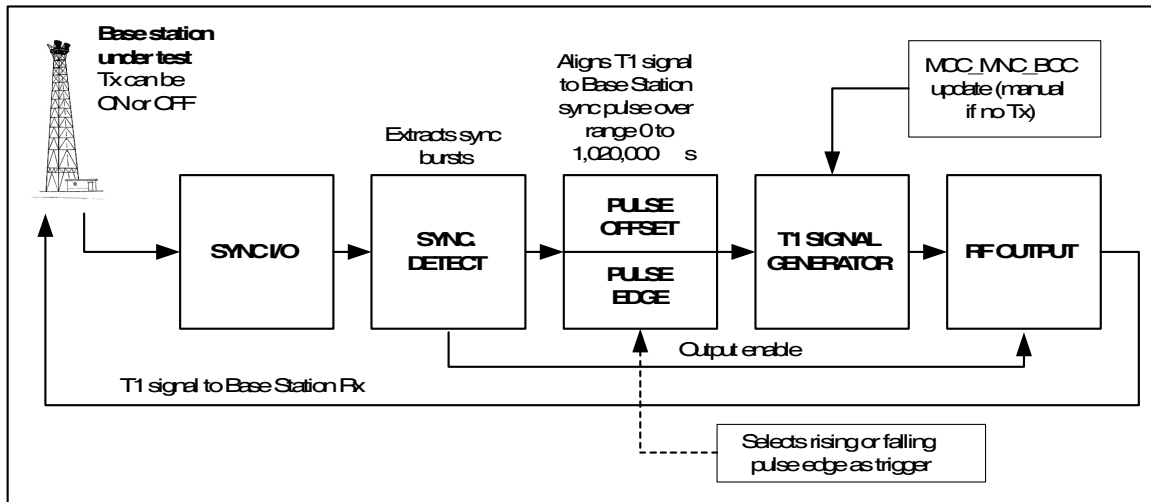 Base station
under test
Tx can be
ON or OFF
Aligns T1 signal
to Base Station
sync pulse over
range 0 to
1,020,000 s
MCC_MNC_BCC
update (manual
if no Tx)
Extracts sync
bursts
SYNC I/O
SYNC.
DETECT
PULSE
OFFSET
PULSE
EDGE
T1 SIGNAL
GENERATOR
RF OUTPUT
Output enable
T1 signal to Base Station Rx
Selects rising or falling
pulse edge as trigger